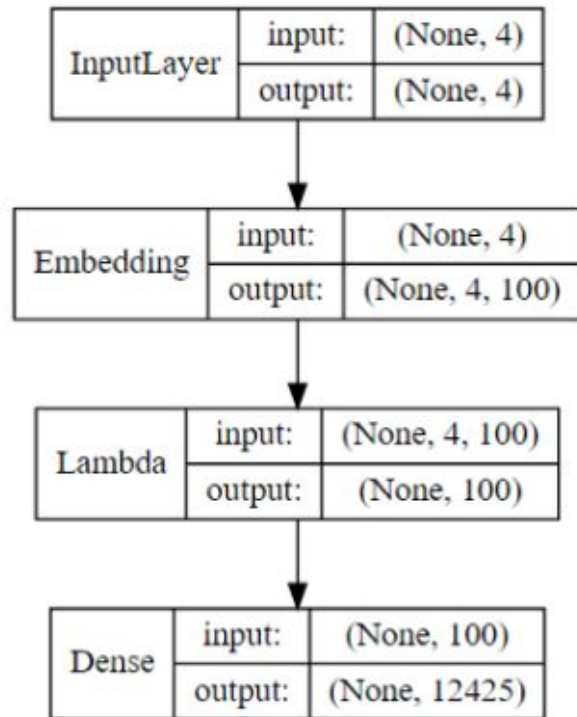 InputLayer
input: (None, 4)
output: (None, 4)
Embedding
input: (None, 4)
output: (None, 4, 100)
Lambda
input: (None, 4, 100)
output: (None, 100)
Dense
input: (None, 100)
output: (None, 12425)